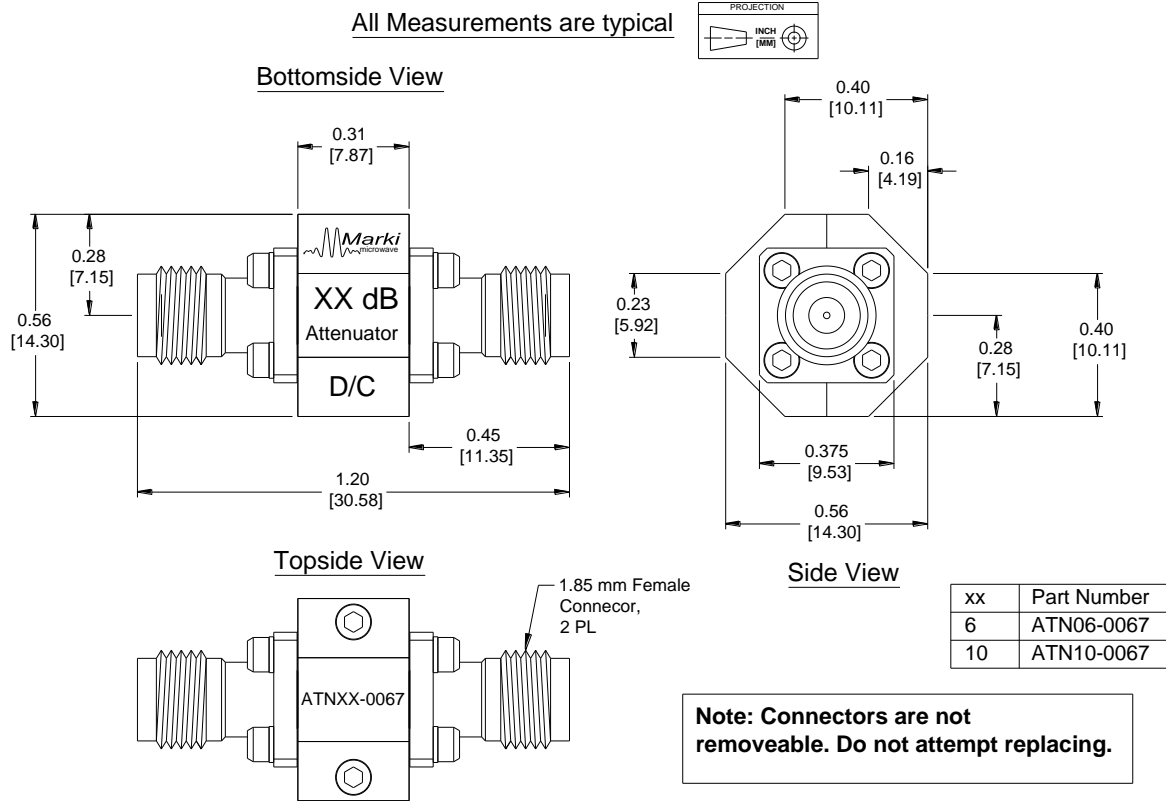 All Measurements are typical
PROJECTION
INCH
[MM]
Bottomside View
0.31
[7.87]
0.28
[7.15]
0.56
[14.30]
Marki
microwave
XX dB
Attenuator
D/C
0.45
[11.35]
1.20
[30.58]
0.40
[10.11]
0.16
[4.19]
0.23
[5.92]
0.28
[7.15]
0.40
[10.11]
0.375
[9.53]
0.56
[14.30]
Side View
Topside View
1.85 mm Female
Connecor,
2 PL
ATNXX-0067
xx Part Number
6 ATN06-0067
10 ATN10-0067
Note: Connectors are not
removeable. Do not attempt replacing.